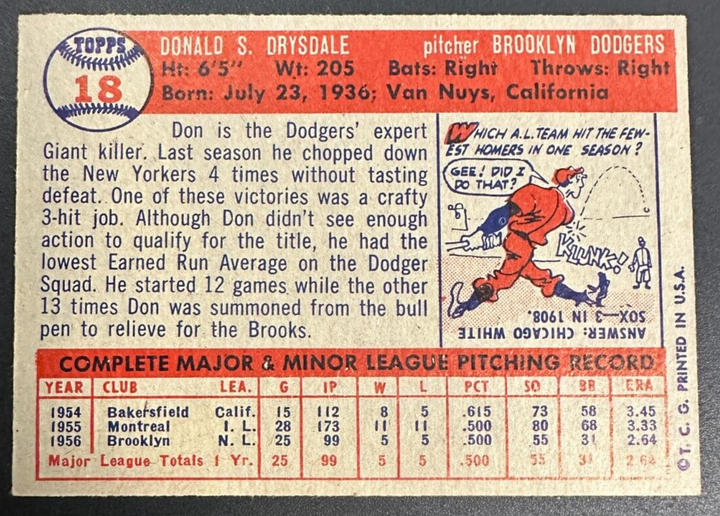 TOPPS
18
DONALD S. DRYSDALE pitcher BROOKLYN DODGERS
Ht: 6'5" Wt: 205 Bats: Right Throws: Right
Born: July 23, 1936; Van Nuys, California
Don is the Dodgers' expert
Giant killer. Last season he chopped down
the New Yorkers 4 times without tasting
defeat. One of these victories was a crafty
3-hit job. Although Don didn't see enough
action to qualify for the title, he had the
lowest Earned Run Average on the Dodger
Squad. He started 12 games while the other
13 times Don was summoned from the bull
pen to relieve for the Brooks.
WHICH A.L. TEAM HIT THE FEW-
EST HOMERS IN ONE SEASON?
GEE! DID I
DO THAT?
KLUNK!
ANSWER: CHICAGO WHITE
SOX—3 IN 1908.
COMPLETE MAJOR & MINOR LEAGUE PITCHING RECORD
YEAR CLUB LEA. G IP W L PCT SO BB ERA
1954 Bakersfield Calif. 15 112 8 5 .615 73 58 3.45
1955 Montreal I. L. 28 173 11 11 .500 80 68 3.33
1956 Brooklyn N. L. 25 99 5 5 .500 55 31 2.64
Major League Totals 1 Yr. 25 99 5 5 .500 55 31 2.64
© T. C. G. PRINTED IN U.S.A.